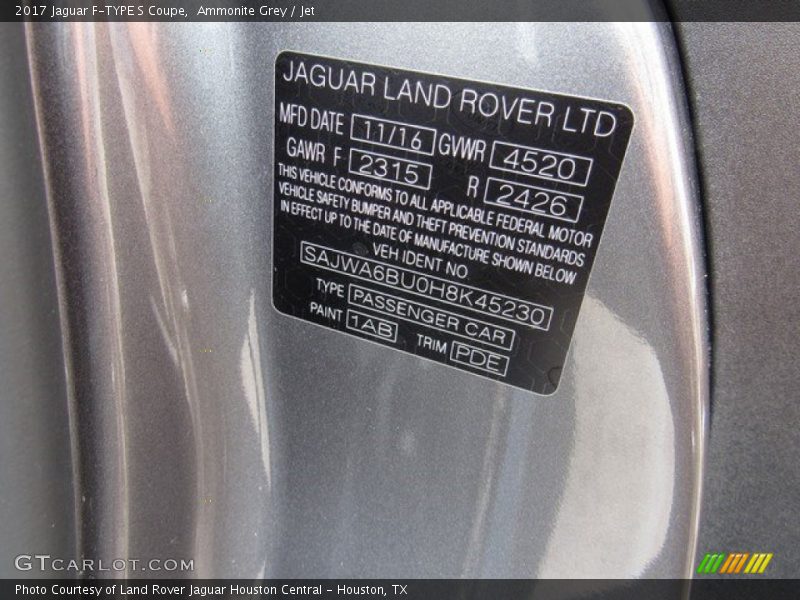 2017 Jaguar F-TYPE S Coupe, Ammonite Grey / Jet
JAGUAR LAND ROVER LTD
MFD DATE 11/16 GWWR 4520
GAWR F 2315 R 2426
THIS VEHICLE CONFORMS TO ALL APPLICABLE FEDERAL MOTOR
VEHICLE SAFETY BUMPER AND THEFT PREVENTION STANDARDS
IN EFFECT UP TO THE DATE OF MANUFACTURE SHOWN BELOW
VEH IDENT NO
SAJWA6BU0H8K45230
TYPE PASSENGER CAR
PAINT 1AB TRIM PDE
GTCARLOT.COM
Photo Courtesy of Land Rover Jaguar Houston Central - Houston, TX